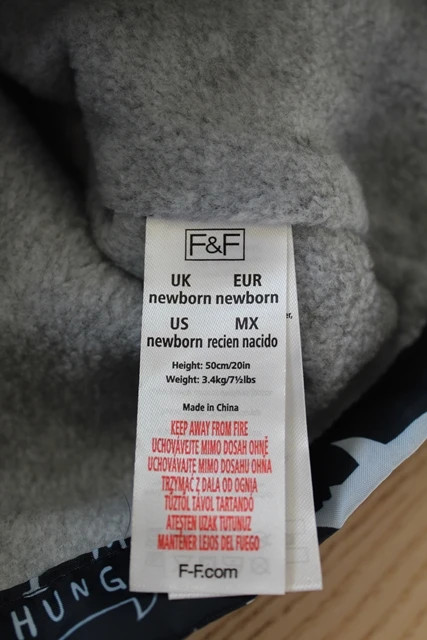 F&F
UK EUR
newborn newborn
US MX
newborn recien nacido
Height: 50cm/20in
Weight: 3.4kg/7½lbs
Made in China
KEEP AWAY FROM FIRE
UCHOVÁVEJTE MIMO DOSAH OHNĚ
UCHOVÁVAJTE MIMO DOSAHU OHŇA
TRZYMAĆ Z DALA OD OGNIA
TŰZTŐL TÁVOL TARTANDÓ
ATEŞTEN UZAK TUTUNUZ
MANTENER LEJOS DEL FUEGO
F-F.com
er,
HUNG